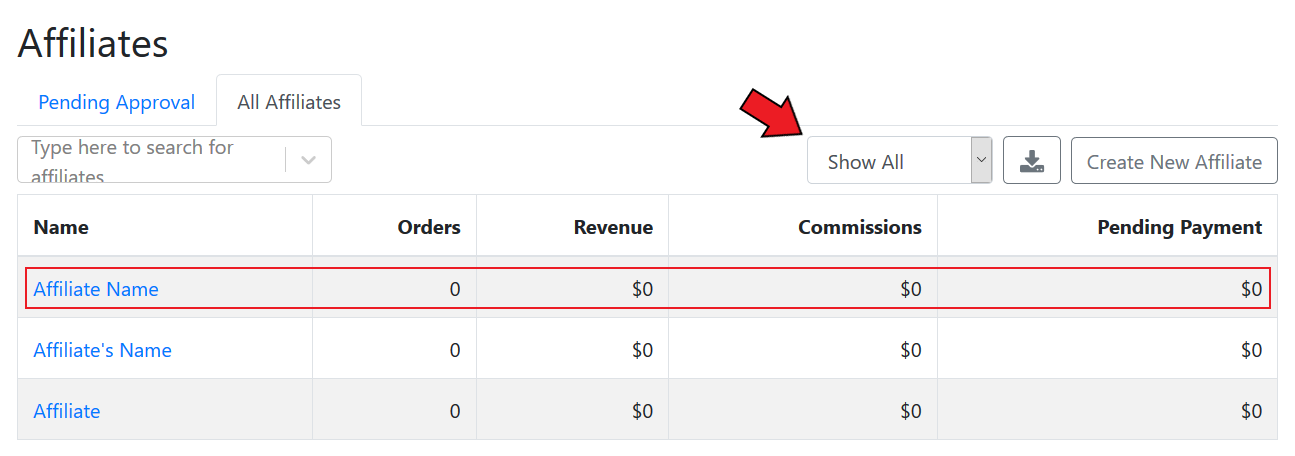 Affiliates
Pending Approval All Affiliates
Type here to search for
affiliates
Show All Create New Affiliate
Name Orders Revenue Commissions Pending Payment
Affiliate Name 0 $0 $0 $0
Affiliate's Name 0 $0 $0 $0
Affiliate 0 $0 $0 $0